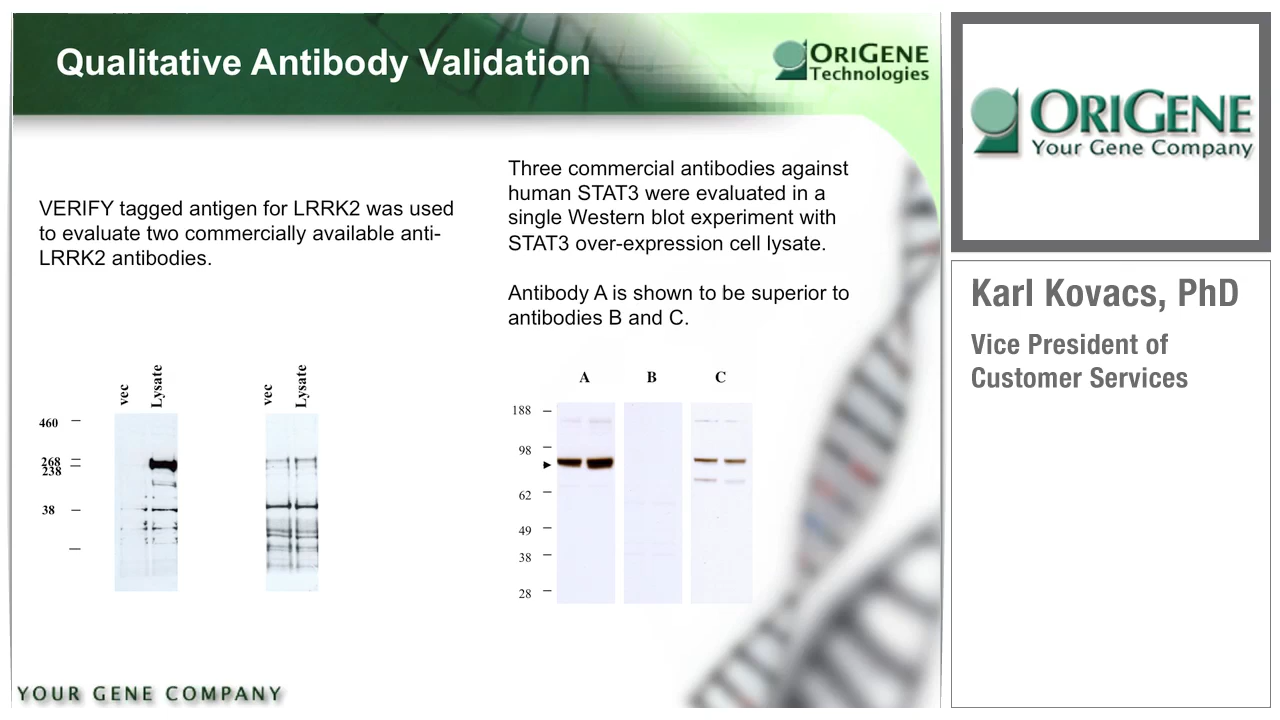 Qualitative Antibody Validation
ORIGENE
Technologies
VERIFY tagged antigen for LRRK2 was used
to evaluate two commercially available anti-
LRRK2 antibodies.
vec
Lysate
vec
Lysate
460
268
238
38
Three commercial antibodies against
human STAT3 were evaluated in a
single Western blot experiment with
STAT3 over-expression cell lysate.
Antibody A is shown to be superior to
antibodies B and C.
A B C
188
98
62
49
38
28
YOUR GENE COMPANY
ORIGENE
Your Gene Company
Karl Kovacs, PhD
Vice President of
Customer Services